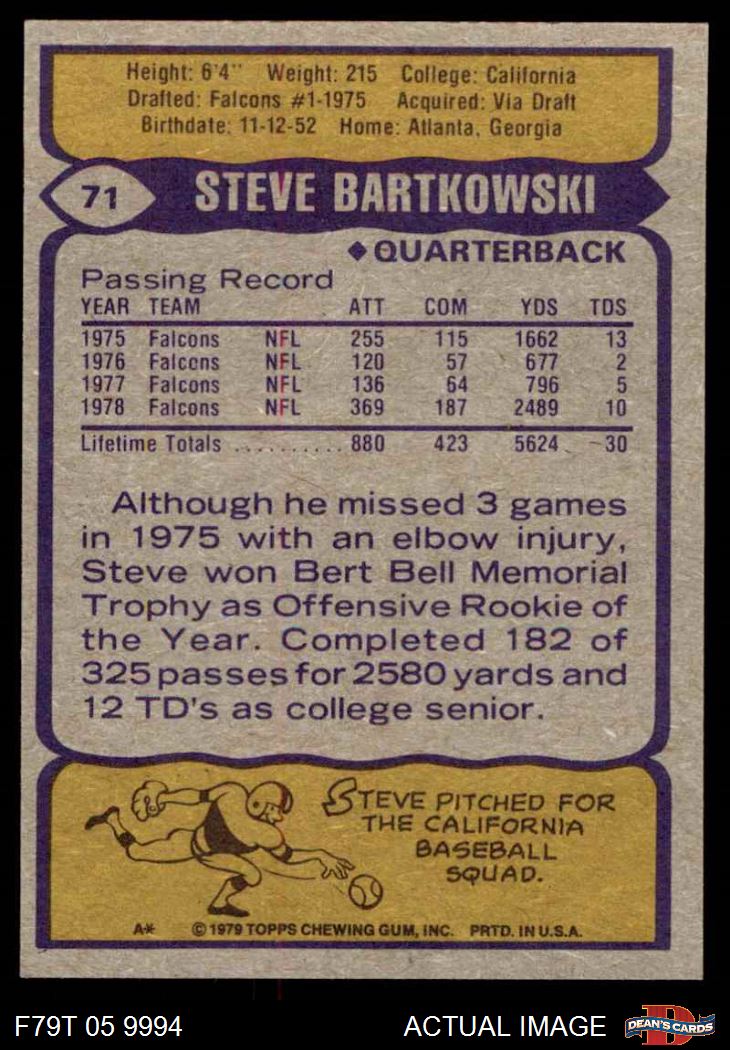 Height: 6'4" Weight: 215 College: California
Drafted: Falcons #1-1975 Acquired: Via Draft
Birthdate: 11-12-52 Home: Atlanta, Georgia
71 STEVE BARTKOWSKI
◆QUARTERBACK
Passing Record
YEAR TEAM ATT COM YDS TDS
1975 Falcons NFL 255 115 1662 13
1976 Falcons NFL 120 57 677 2
1977 Falcons NFL 136 64 796 5
1978 Falcons NFL 369 187 2489 10
Lifetime Totals .......... 880 423 5624 30
Although he missed 3 games
in 1975 with an elbow injury,
Steve won Bert Bell Memorial
Trophy as Offensive Rookie of
the Year. Completed 182 of
325 passes for 2580 yards and
12 TD's as college senior.
STEVE PITCHED FOR
THE CALIFORNIA
BASEBALL
SQUAD.
A* © 1979 TOPPS CHEWING GUM, INC. PRTD. IN U.S.A.
F79T 05 9994 ACTUAL IMAGE D DEAN'S CARDS